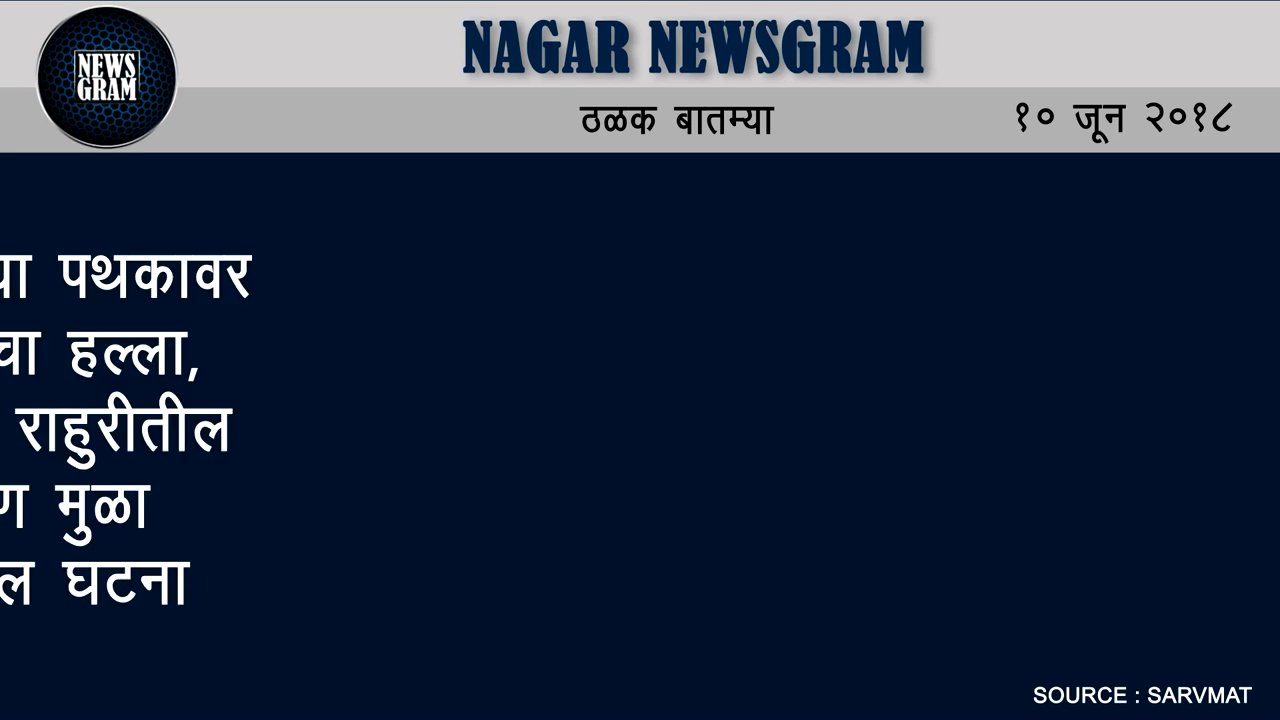 NEWS
GRAM
NAGAR NEWSGRAM
ठळक बातम्या
१० जून २०१८
पथकावर
हल्ला,
राहुरीतील
मुळा
घटना
SOURCE : SARVMAT